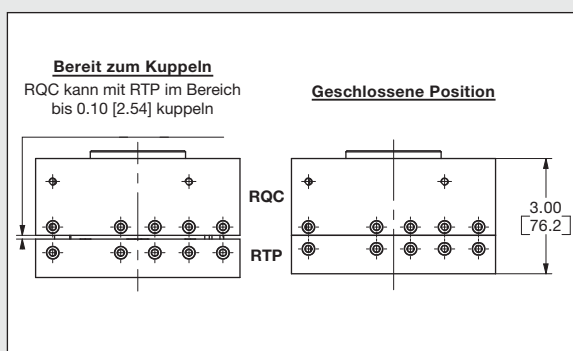 Bereit zum Kuppeln
RQC kann mit RTP im Bereich
bis 0.10 [2.54] kuppeln
Geschlossene Position
RQC
RTP
3.00
[76.2]